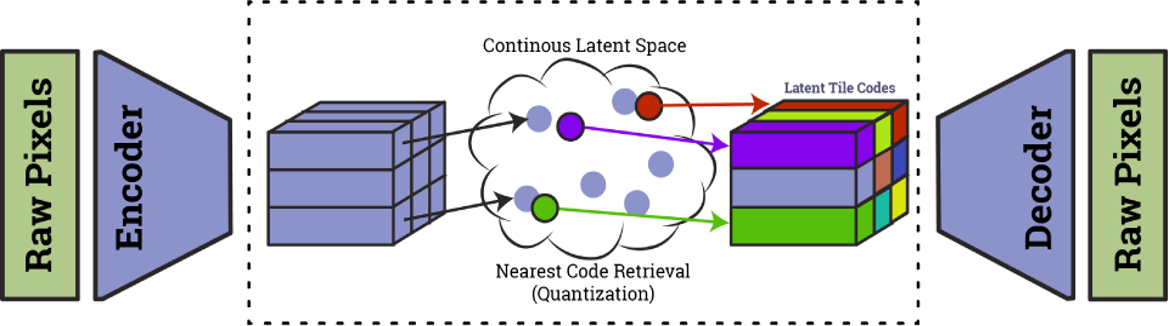 Raw Pixels
Encoder
Continous Latent Space
Latent Tile Codes
Nearest Code Retrieval
(Quantization)
Decoder
Raw Pixels